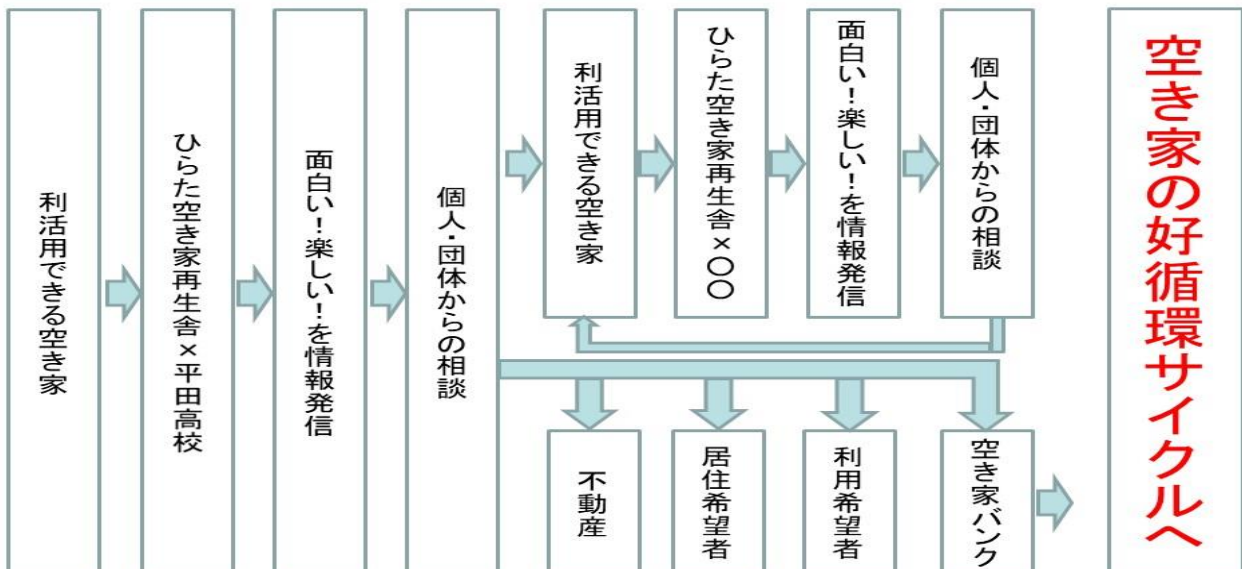 利活用できる空き家
ひらた空き家再生舎×平田高校
面白い！楽しい！を情報発信
個人・団体からの相談
利活用できる空き家
ひらた空き家再生舎×〇〇
面白い！楽しい！を情報発信
個人・団体からの相談
不動産
居住希望者
利用希望者
空き家バンク
空き家の好循環サイクルへ